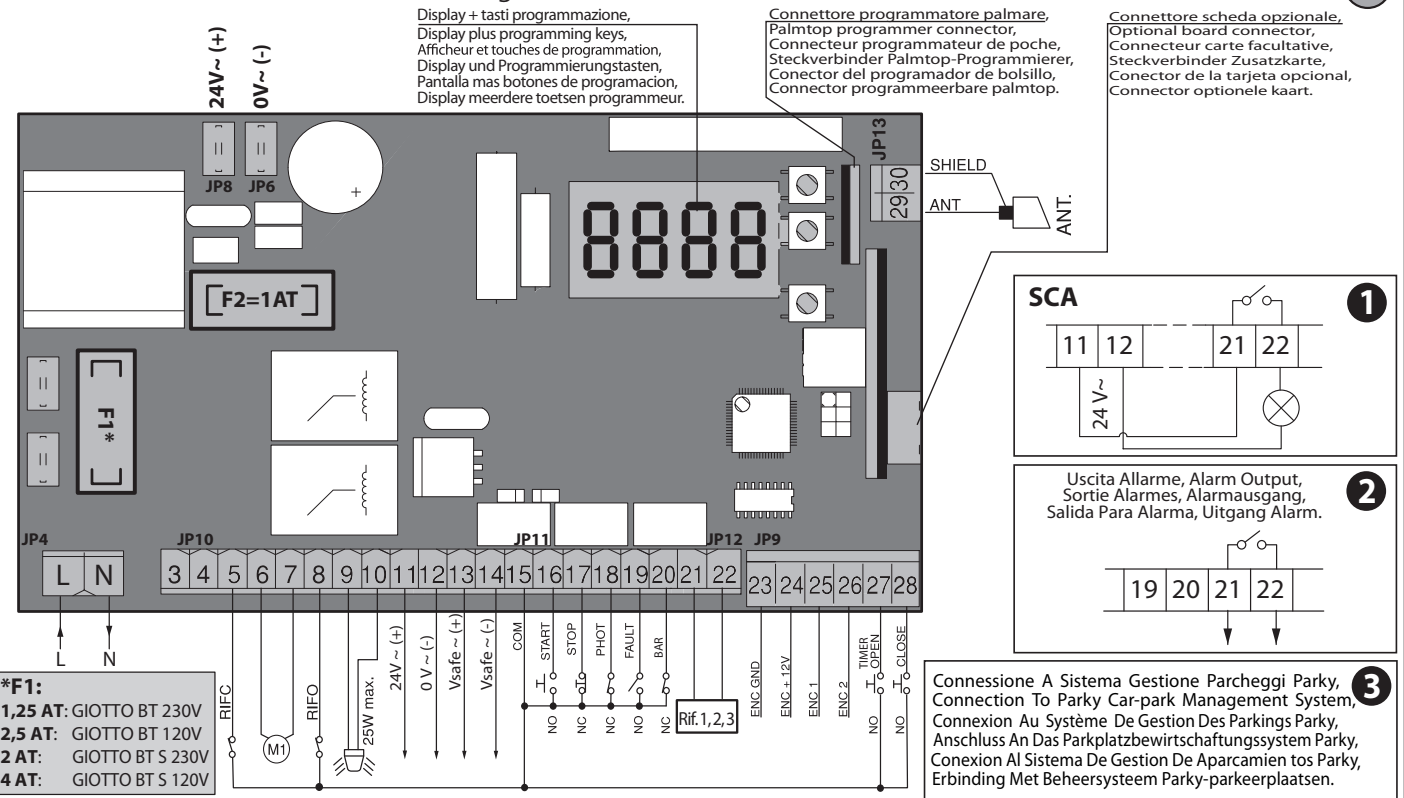 Display + tasti programmazione,
Display plus programming keys,
Afficheur et touches de programmation,
Display und Programmierungstasten,
Pantalla mas botones de programacion,
Display meerdere toetsen programmeur.
Connettore programmatore palmare,
Palmtop programmer connector,
Connecteur programmateur de poche,
Steckverbinder Palmtop-Programmierer,
Conector del programador de bolsillo,
Connector programmeerbare palmtop.
Connettore scheda opzionale,
Optional board connector,
Connecteur carte facultative,
Steckverbinder Zusatzkarte,
Conector de la tarjeta opcional,
Connector optionele kaart.
24V~ (+)
0V~ (-)
JP8
JP6
+
F2=1AT
F1*
8888
JP13
29 30
SHIELD
ANT
ANT.
SCA
1
11 12 21 22
24 V~
Uscita Allarme, Alarm Output,
Sortie Alarmes, Alarmausgang,
Salida Para Alarma, Uitgang Alarm.
2
19 20 21 22
JP4
JP10
JP11
JP12
JP9
L N
3 4 5 6 7 8 9 10 11 12 13 14 15 16 17 18 19 20 21 22
23 24 25 26 27 28
L N
RIFC
M1
RIFO
25W max.
24V ~ (+)
0 V ~ (-)
Vsafe ~ (+)
Vsafe ~ (-)
COM
START
STOP
PHOT
FAULT
BAR
NO
NC
NC
NO
NC
Rif. 1, 2, 3
ENC GND
ENC + 12V
ENC 1
ENC 2
TIMER
OPEN
CLOSE
NO
NO
*F1:
1,25 AT: GIOTTO BT 230V
2,5 AT: GIOTTO BT 120V
2 AT: GIOTTO BT S 230V
4 AT: GIOTTO BT S 120V
Connessione A Sistema Gestione Parcheggi Parky,
Connection To Parky Car-park Management System,
Connexion Au Système De Gestion Des Parkings Parky,
Anschluss An Das Parkplatzbewirtschaftungssystem Parky,
Conexion Al Sistema De Gestion De Aparcamien tos Parky,
Erbinding Met Beheersysteem Parky-parkeerplaatsen.
3